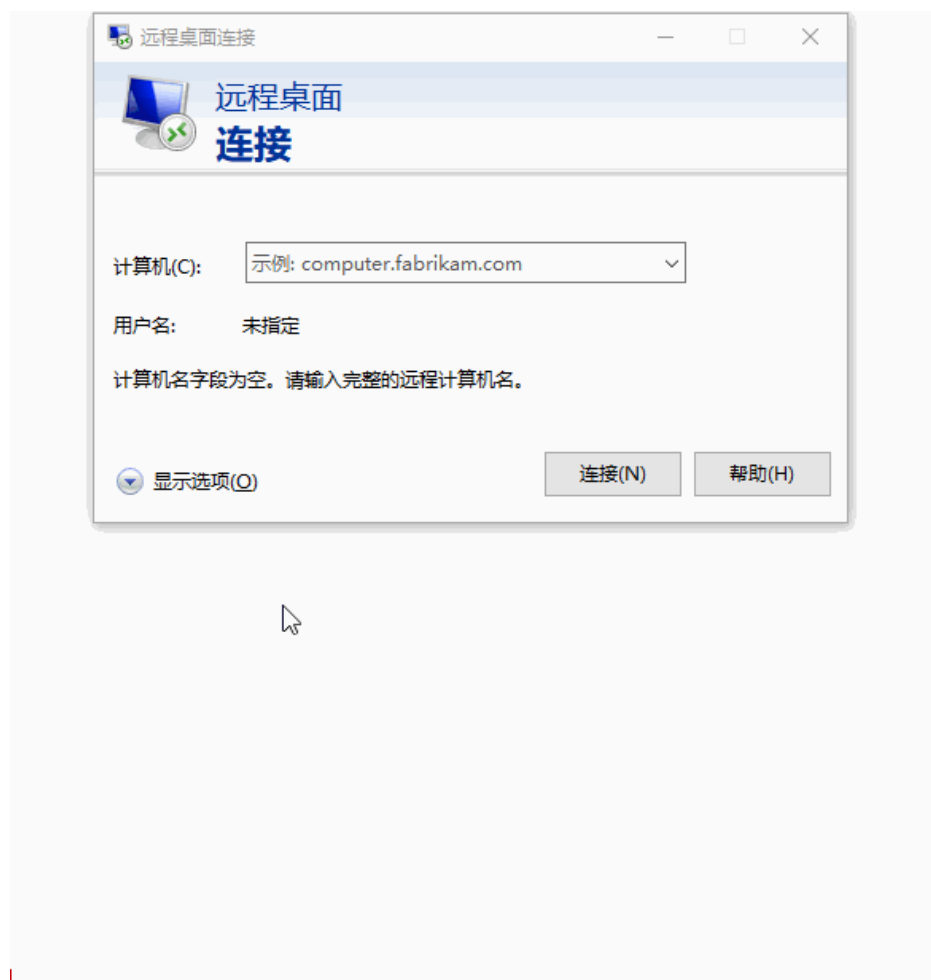 远程桌面连接
远程桌面
连接
计算机(C): 示例: computer.fabrikam.com
用户名: 未指定
计算机名字段为空。请输入完整的远程计算机名。
显示选项(O) 连接(N) 帮助(H)